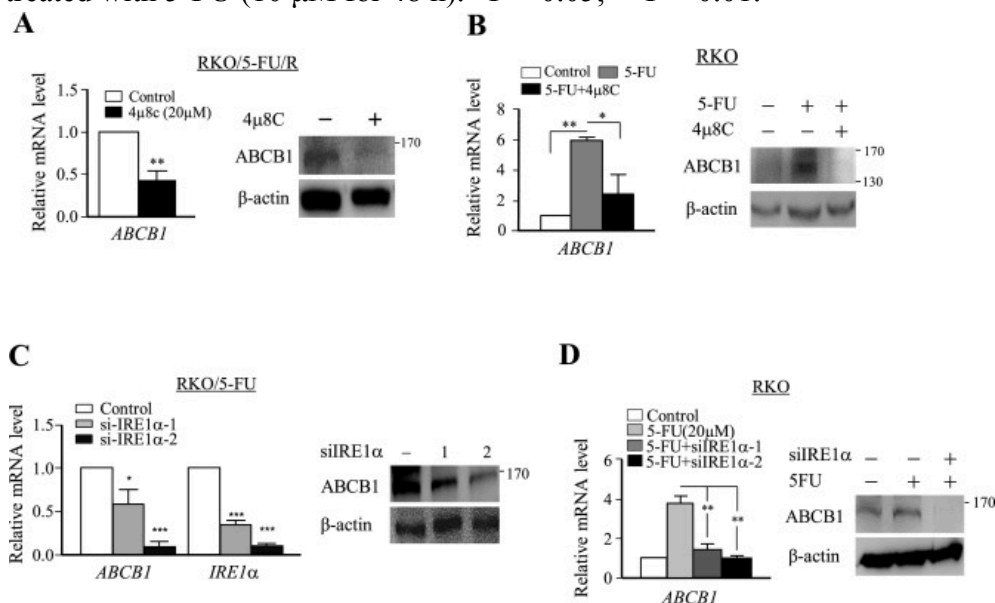 A
RKO/5-FU/R
Relative mRNA level
1.5
1.0
0.5
0.0
Control
4μ8c (20μM)
**
ABCB1
4μ8C − +
ABCB1
170
β-actin
B
RKO
Relative mRNA level
8
6
4
2
0
Control 5-FU
5-FU+4μ8C
** *
ABCB1
5-FU − + +
4μ8C − − +
ABCB1
170
130
β-actin
C
RKO/5-FU
Relative mRNA level
1.5
1.0
0.5
0.0
Control
si-IRE1α-1
si-IRE1α-2
* *** *** ***
ABCB1 IRE1α
siIRE1α − 1 2
ABCB1
170
β-actin
D
RKO
Relative mRNA level
6
4
2
0
Control
5-FU(20μM)
5-FU+siIRE1α-1
5-FU+siIRE1α-2
** **
ABCB1
siIRE1α − − +
5FU − + +
ABCB1
170
β-actin